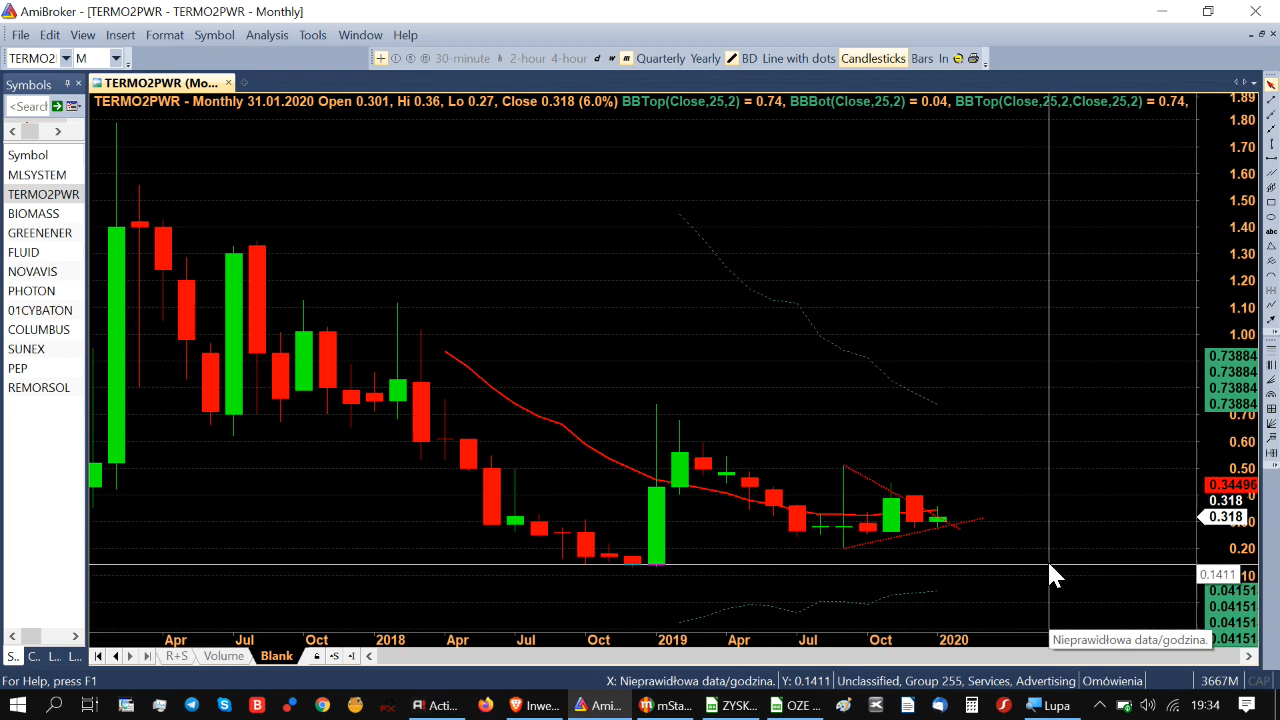 AmiBroker - [TERMO2PWR - TERMO2PWR - Monthly]
File Edit View Insert Format Symbol Analysis Tools Window Help
TERMO2 M 30-minute h 2-hour 4-hour d w m Quarterly Yearly BD Line with dots Candlesticks Bars In
Symbols
TERMO2PWR (Mo...
<Searc
TERMO2PWR - Monthly 31.01.2020 Open 0.301, Hi 0.36, Lo 0.27, Close 0.318 (6.0%) BBTop(Close,25,2) = 0.74, BBBot(Close,25,2) = 0.04, BBTop(Close,25,2,Close,25,2) = 0.74,
Symbol
MLSYSTEM
TERMO2PWR
BIOMASS
GREENENER
FLUID
NOVAVIS
PHOTON
01CYBATON
COLUMBUS
SUNEX
PEP
REMORSOL
1.89
1.80
1.70
1.60
1.50
1.40
1.30
1.20
1.10
1.00
0.73884
0.73884
0.73884
0.73884
0.70
0.60
0.50
0.34496
0.318
0.318
0.20
0.1411
0.04151
0.04151
0.04151
0.04151
Apr Jul Oct 2018 Apr Jul Oct 2019 Apr Jul Oct 2020
Nieprawidłowa data/godzina.
S.. C.. L.. L.. R+S Volume Blank
For Help, press F1
X: Nieprawidłowa data/godzina. Y: 0.1411 Unclassified, Group 255, Services, Advertising Omówienia 3667M CAP
Acti... Inwe... Ami... mSta... ZYSK... OZE ... Lupa 19:34